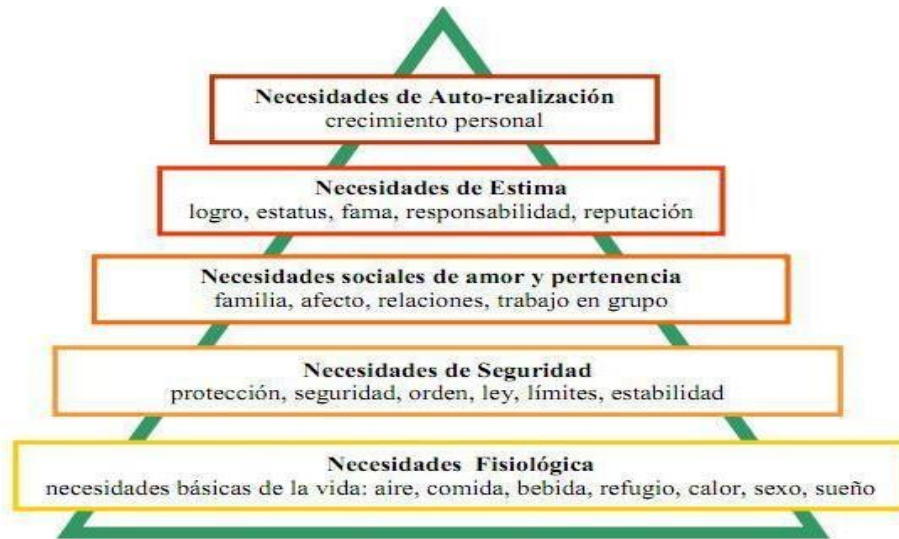 Necesidades de Auto-realización
crecimiento personal
Necesidades de Estima
logro, estatus, fama, responsabilidad, reputación
Necesidades sociales de amor y pertenencia
familia, afecto, relaciones, trabajo en grupo
Necesidades de Seguridad
protección, seguridad, orden, ley, límites, estabilidad
Necesidades Fisiológica
necesidades básicas de la vida: aire, comida, bebida, refugio, calor, sexo, sueño